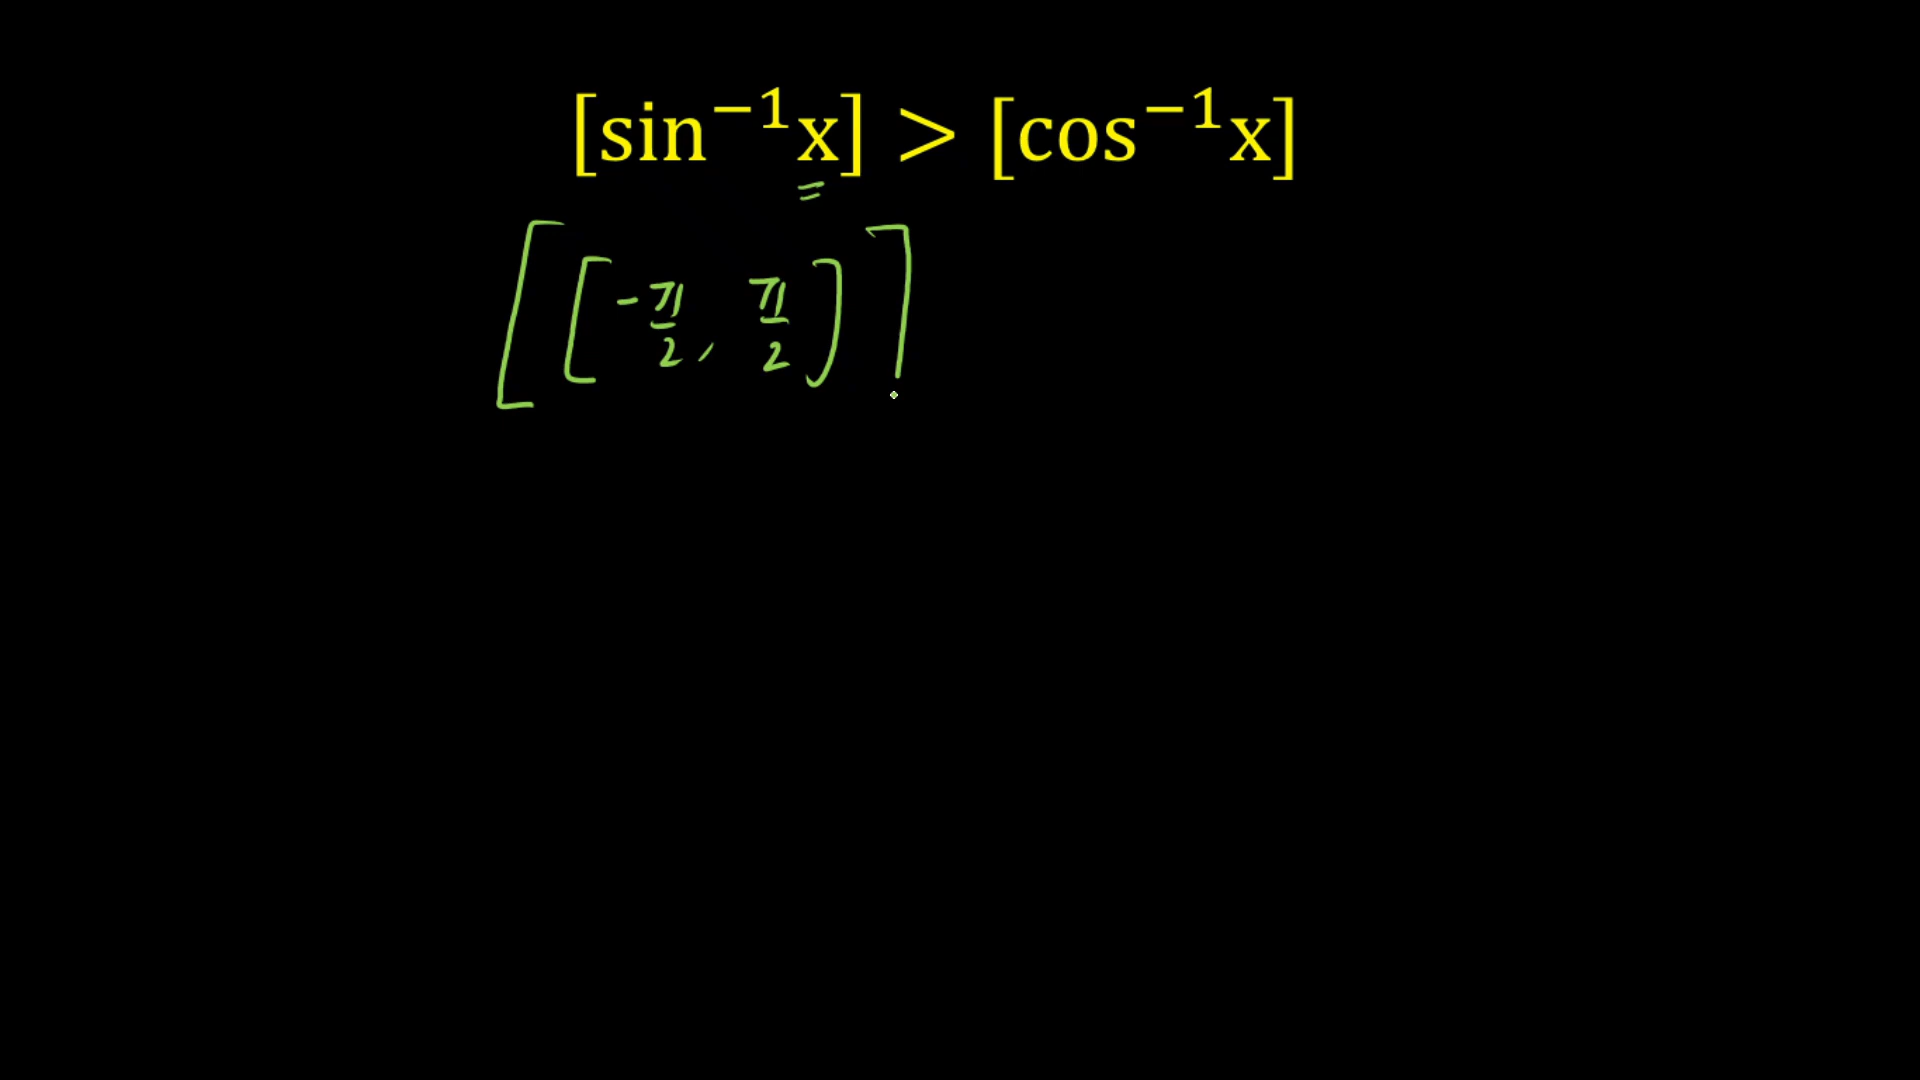 [sin⁻¹x] > [cos⁻¹x]
=
[[-π/2, π/2]]